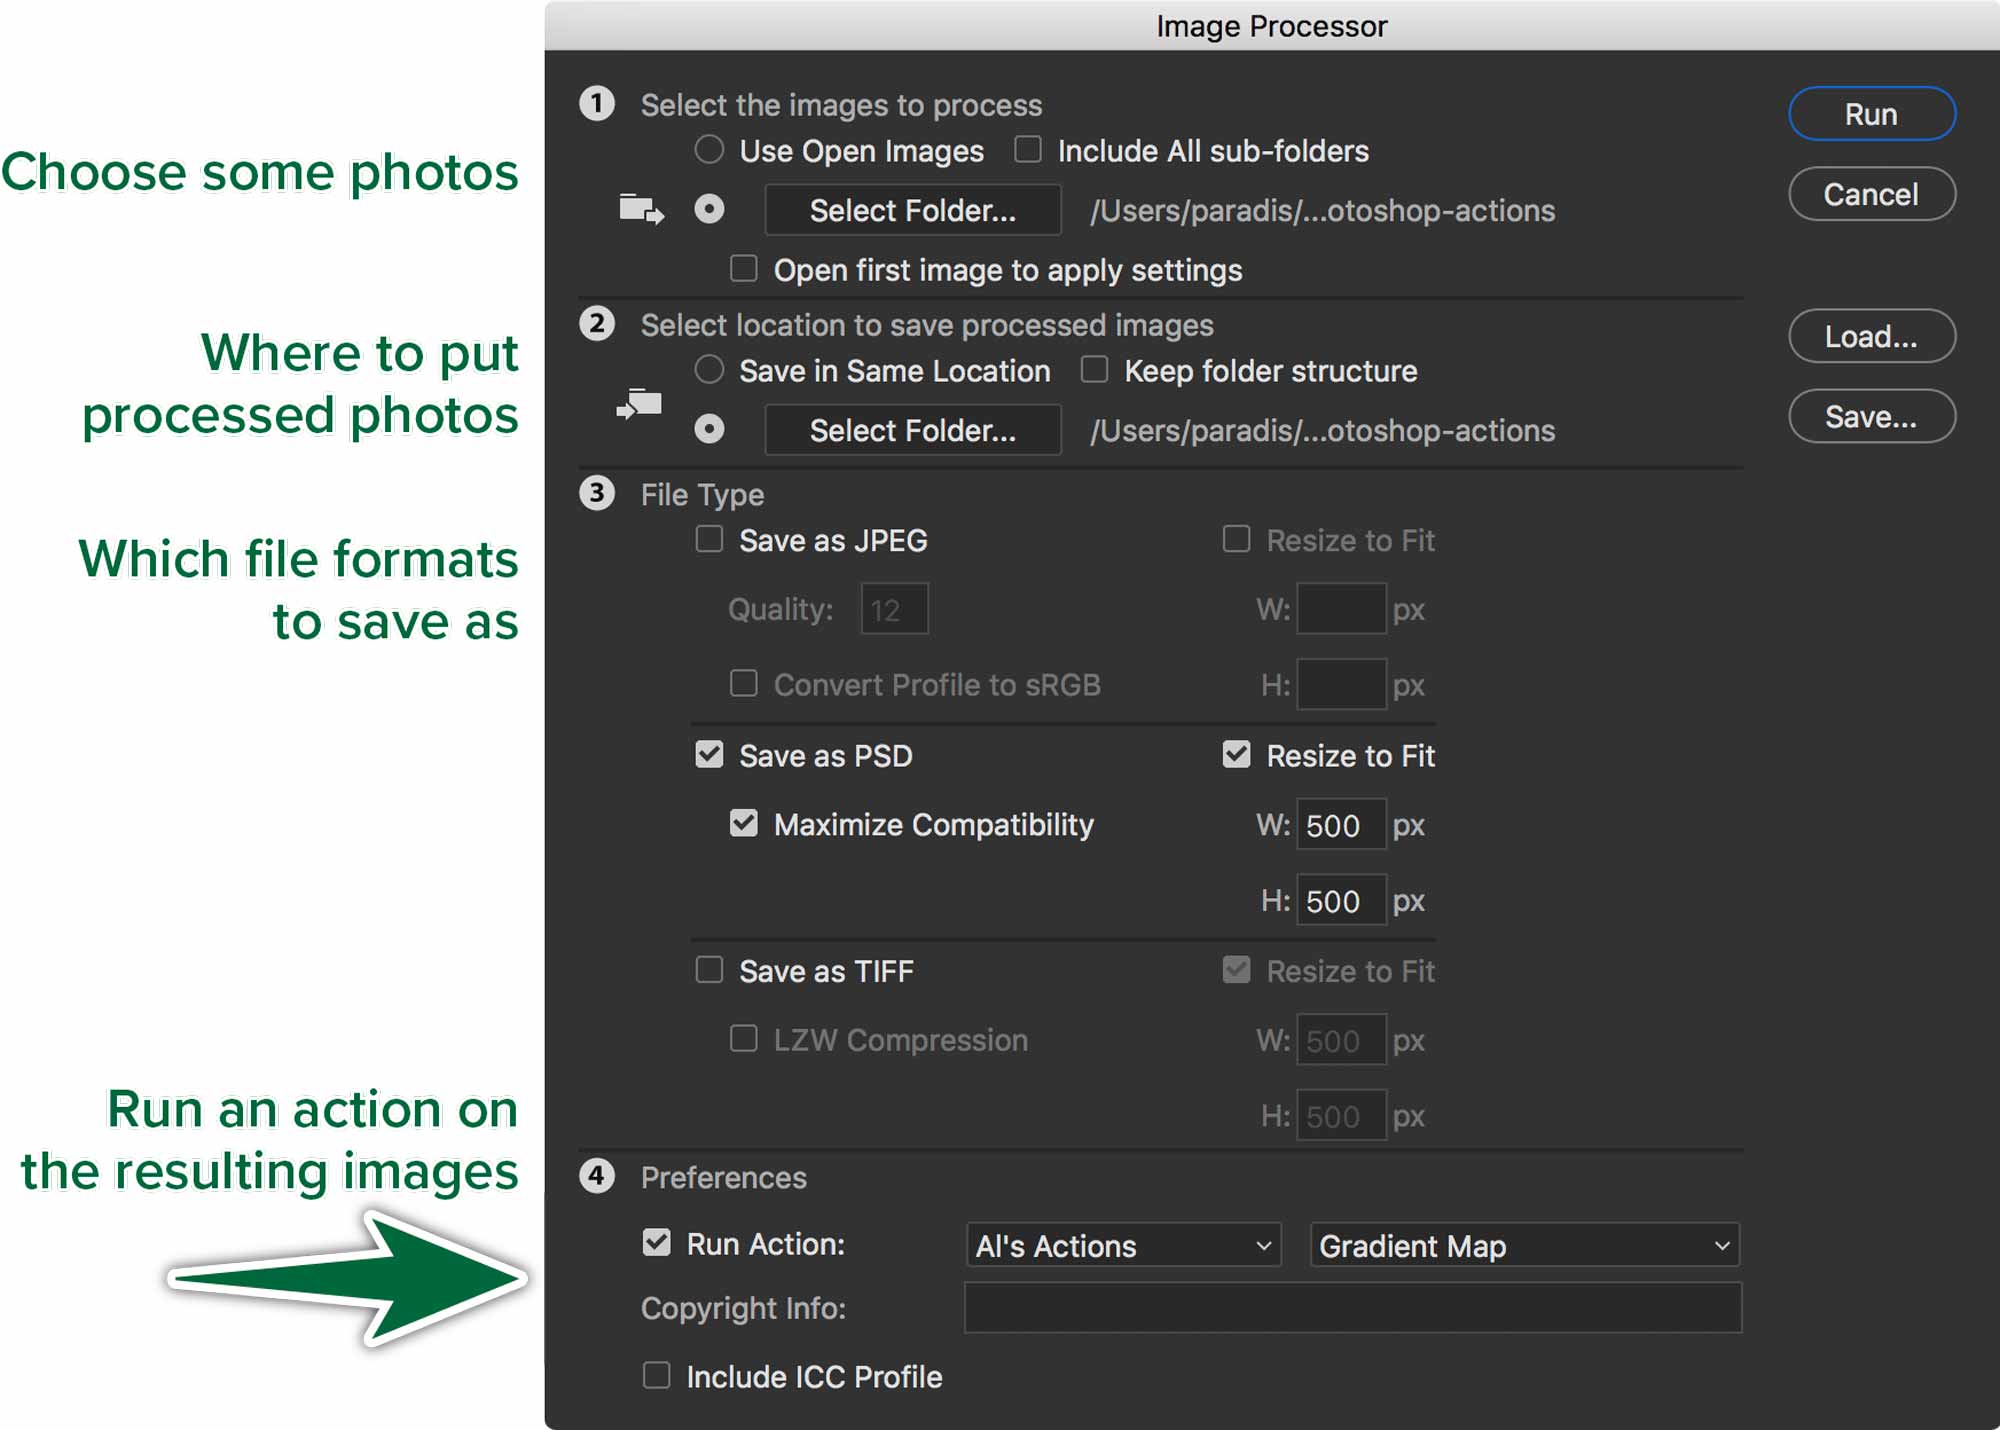 Image Processor
1 Select the images to process
Run
Choose some photos
Use Open Images Include All sub-folders
Cancel
Select Folder... /Users/paradis/...otoshop-actions
Open first image to apply settings
2 Select location to save processed images
Load...
Where to put
processed photos
Save in Same Location Keep folder structure
Save...
Select Folder... /Users/paradis/...otoshop-actions
3 File Type
Which file formats
to save as
Save as JPEG Resize to Fit
Quality: 12 W: px
Convert Profile to sRGB H: px
Save as PSD Resize to Fit
Maximize Compatibility W: 500 px
H: 500 px
Save as TIFF Resize to Fit
LZW Compression W: 500 px
H: 500 px
Run an action on
the resulting images
4 Preferences
Run Action: Al's Actions Gradient Map
Copyright Info:
Include ICC Profile